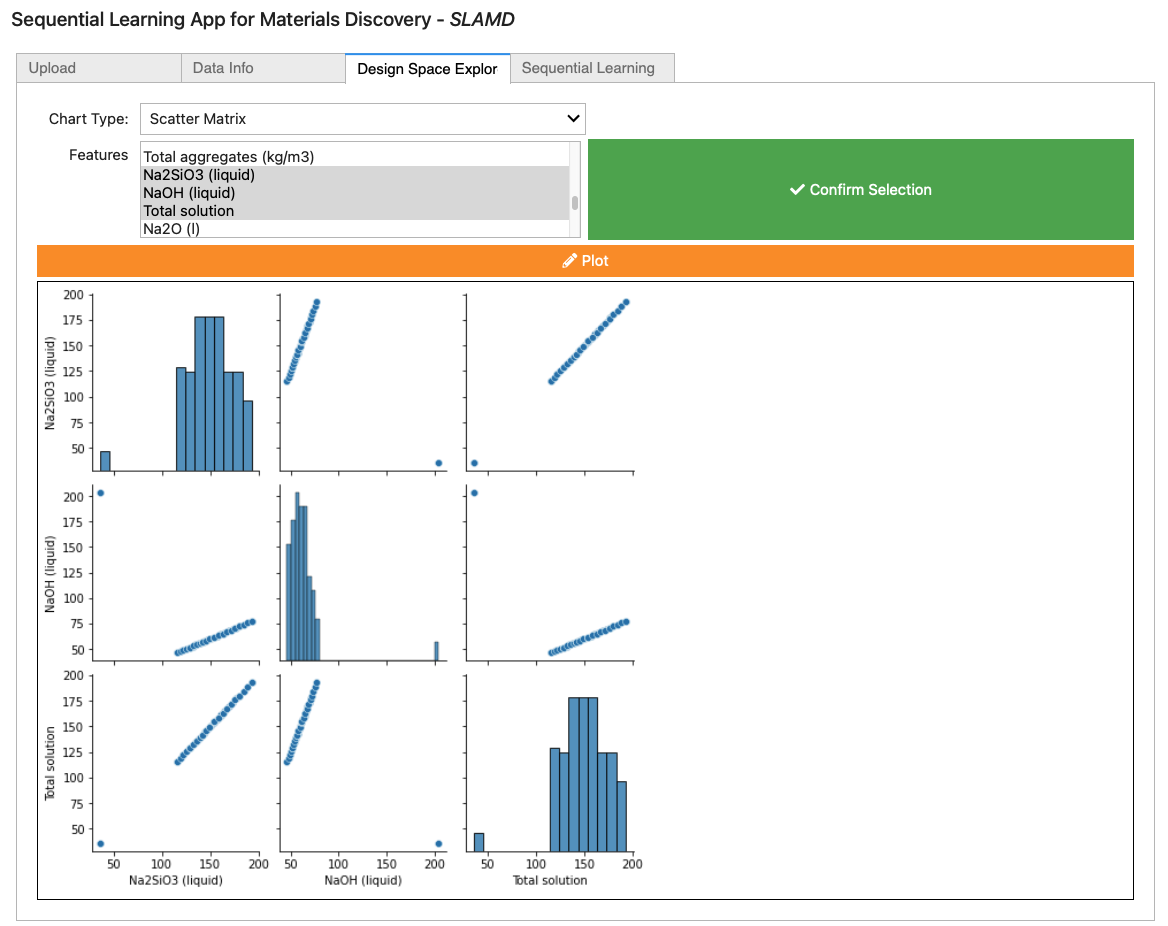 Sequential Learning App for Materials Discovery - SLAMD
Upload Data Info Design Space Explor Sequential Learning
Chart Type: Scatter Matrix
Features
Total aggregates (kg/m3)
Na2SiO3 (liquid)
NaOH (liquid)
Total solution
Na2O (l)
Confirm Selection
Plot
Na2SiO3 (liquid)
200
175
150
125
100
75
50
NaOH (liquid)
200
175
150
125
100
75
50
Total solution
200
175
150
125
100
75
50
50 100 150 200 50 100 150 200 50 100 150 200
Na2SiO3 (liquid) NaOH (liquid) Total solution